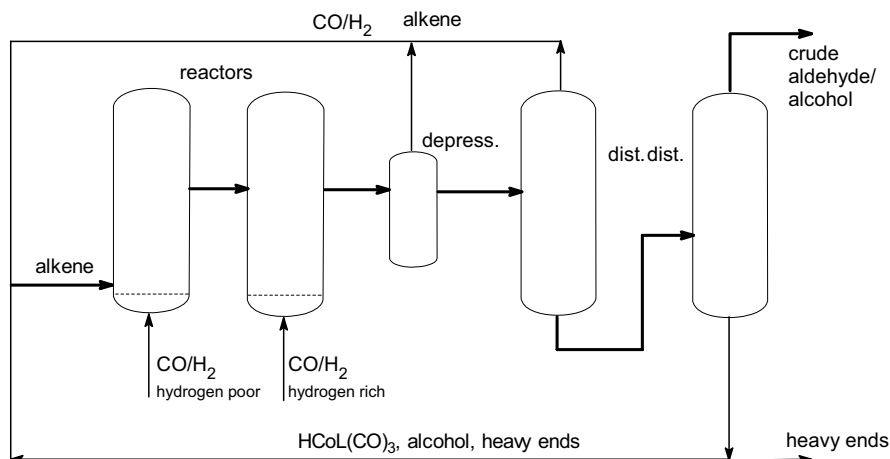 CO/H2 alkene
reactors
crude
aldehyde/
alcohol
depress.
dist. dist.
alkene
CO/H2
hydrogen poor
CO/H2
hydrogen rich
HCoL(CO)3, alcohol, heavy ends
heavy ends